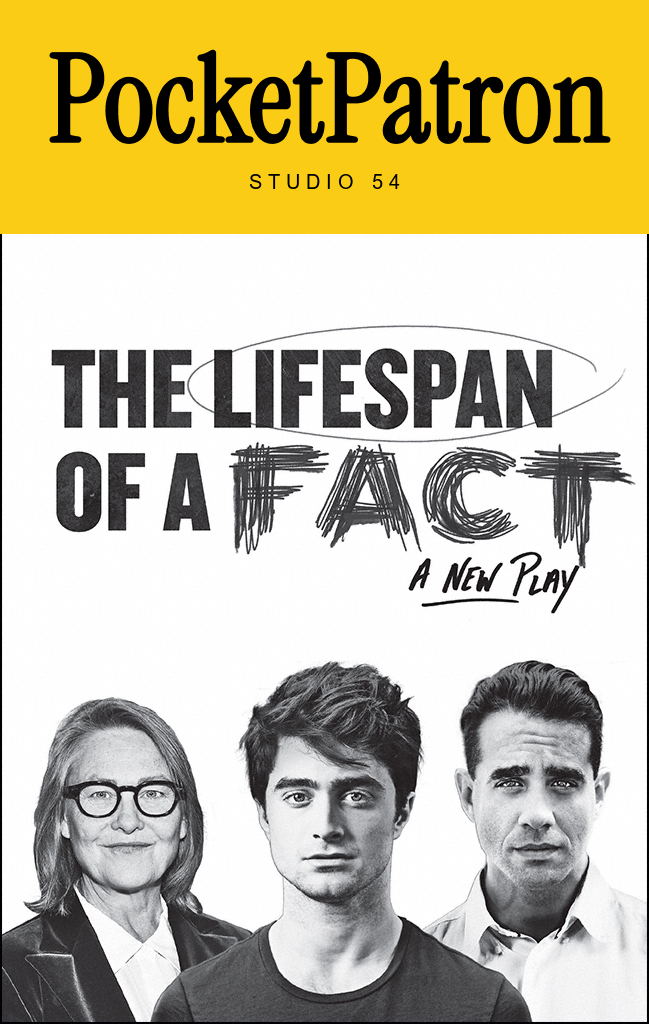 PocketPatron
STUDIO 54
THE LIFESPAN
OF A FACT
A NEW PLAY